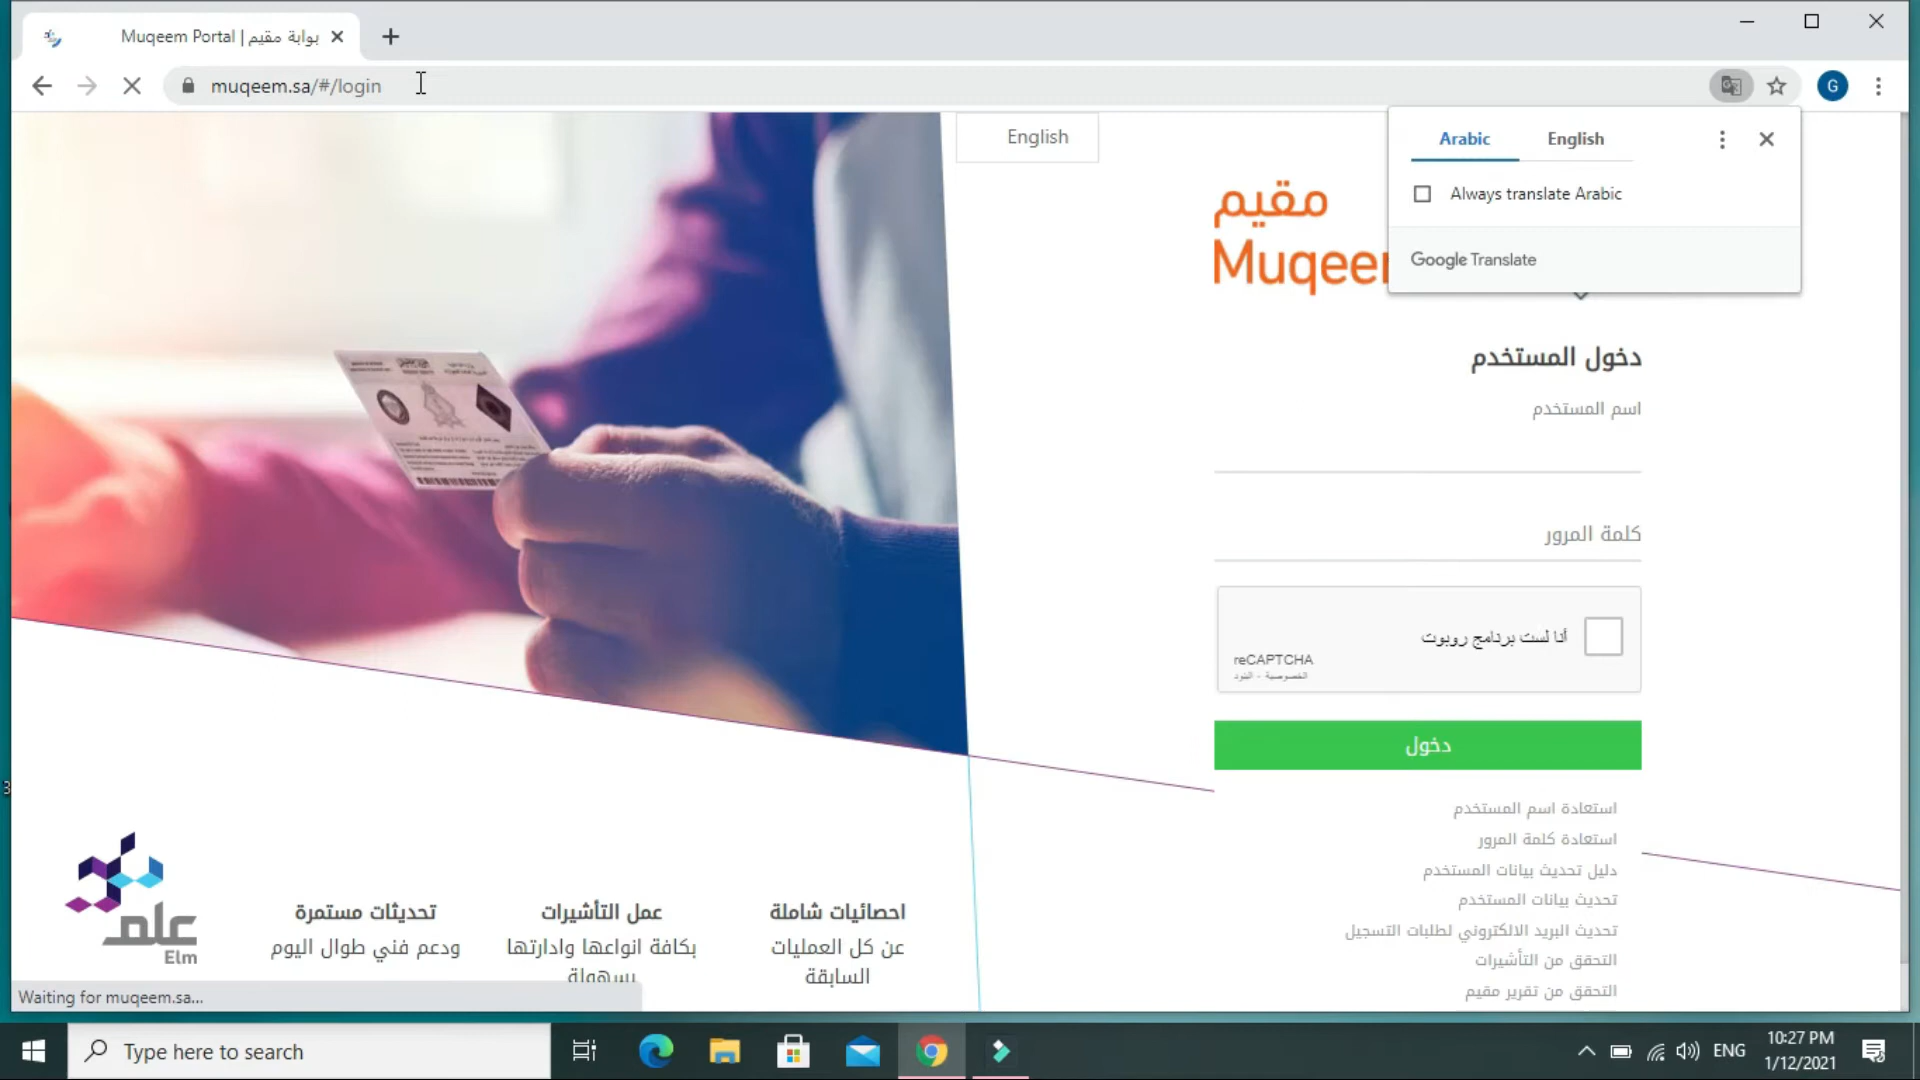 Muqeem Portal | بوابة مقيم
muqeem.sa/#/login
G
English
Arabic
English
Always translate Arabic
Google Translate
مقيم
دخول المستخدم
اسم المستخدم
كلمة المرور
أنا لست برنامج روبوت
reCAPTCHA
الخصوصية - البنود
دخول
استعادة اسم المستخدم
استعادة كلمة المرور
دليل تحديث بيانات المستخدم
تحديث بيانات المستخدم
تحديث البريد الالكتروني لطلبات التسجيل
التحقق من التأشيرات
التحقق من تقرير مقيم
احصائيات شاملة
عن كل العمليات
السابقة
عمل التأشيرات
بكافة انواعها وادارتها
بسهولة
تحديثات مستمرة
ودعم فني طوال اليوم
علم
Elm
Waiting for muqeem.sa...
Type here to search
ENG
10:27 PM
1/12/2021
3